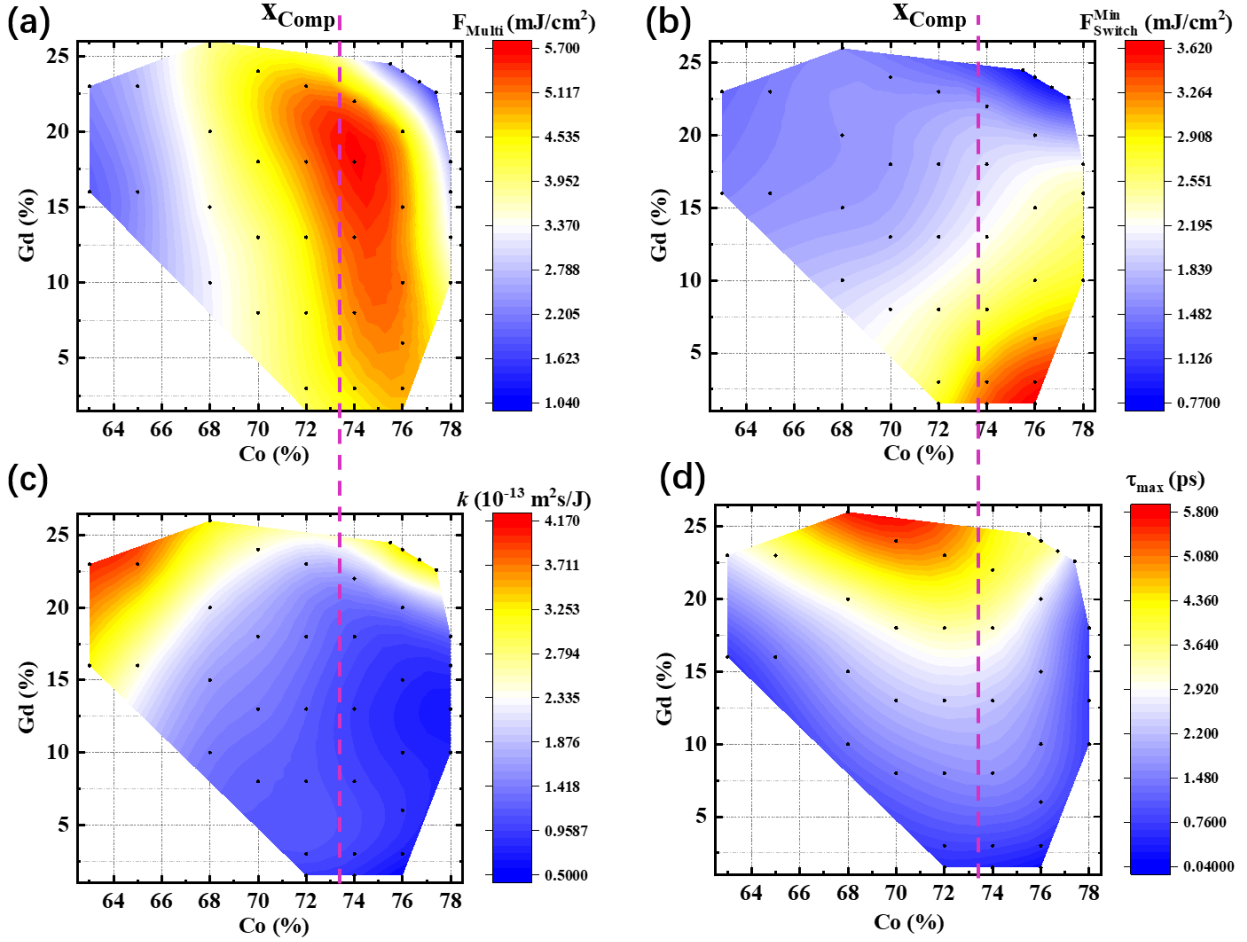 (a)
x_Comp
F_Multi (mJ/cm²)
25
20
15
10
5
Gd (%)
64 66 68 70 72 74 76 78
Co (%)
5.700
5.117
4.535
3.952
3.370
2.788
2.205
1.623
1.040
(b)
x_Comp
F^Min_Switch (mJ/cm²)
25
20
15
10
5
Gd (%)
64 66 68 70 72 74 76 78
Co (%)
3.620
3.264
2.908
2.551
2.195
1.839
1.482
1.126
0.7700
(c)
k (10⁻¹³ m²s/J)
25
20
15
10
5
Gd (%)
64 66 68 70 72 74 76 78
Co (%)
4.170
3.711
3.253
2.794
2.335
1.876
1.418
0.9587
0.5000
(d)
τ_max (ps)
25
20
15
10
5
Gd (%)
64 66 68 70 72 74 76 78
Co (%)
5.800
5.080
4.360
3.640
2.920
2.200
1.480
0.7600
0.04000